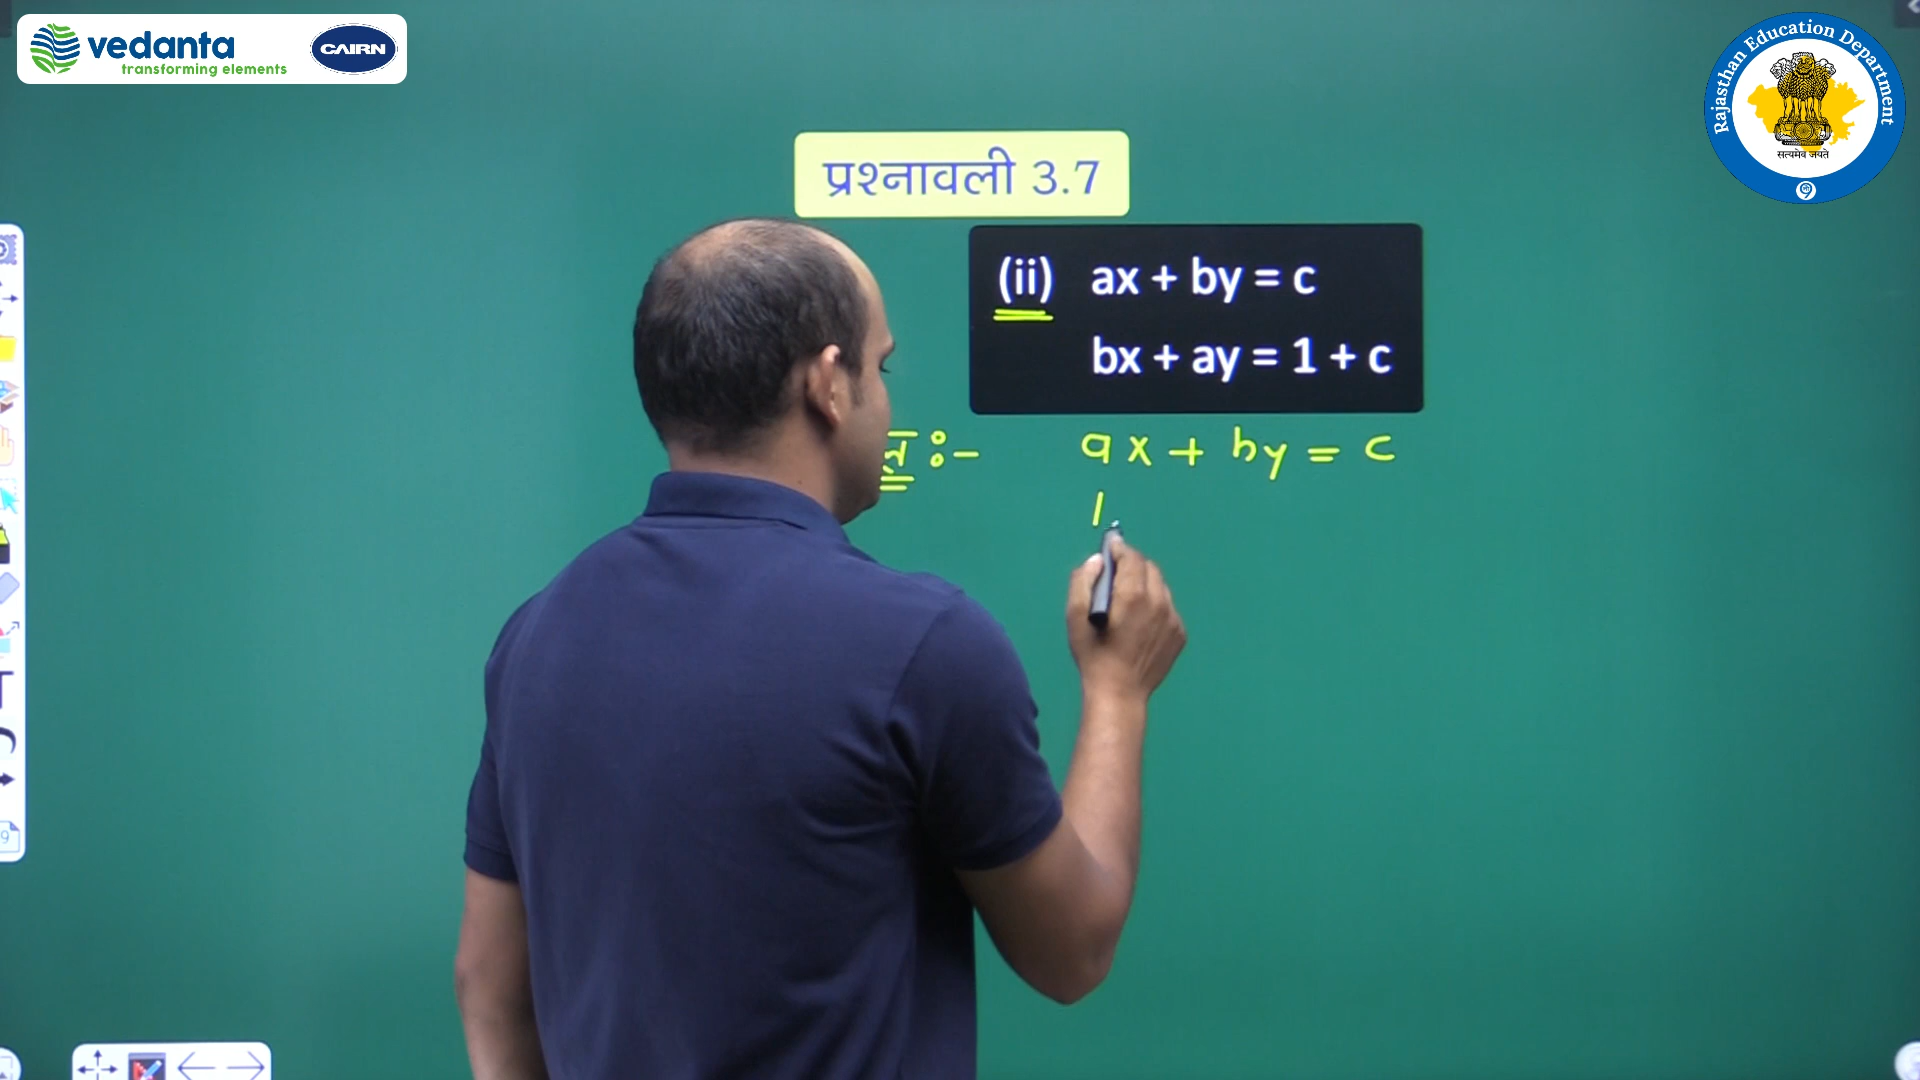 vedanta
transforming elements
CAIRN
Rajasthan Education Department
सत्यमेव जयते
प्रश्नावली 3.7
(ii) ax + by = c
bx + ay = 1 + c
:- ax + by = c